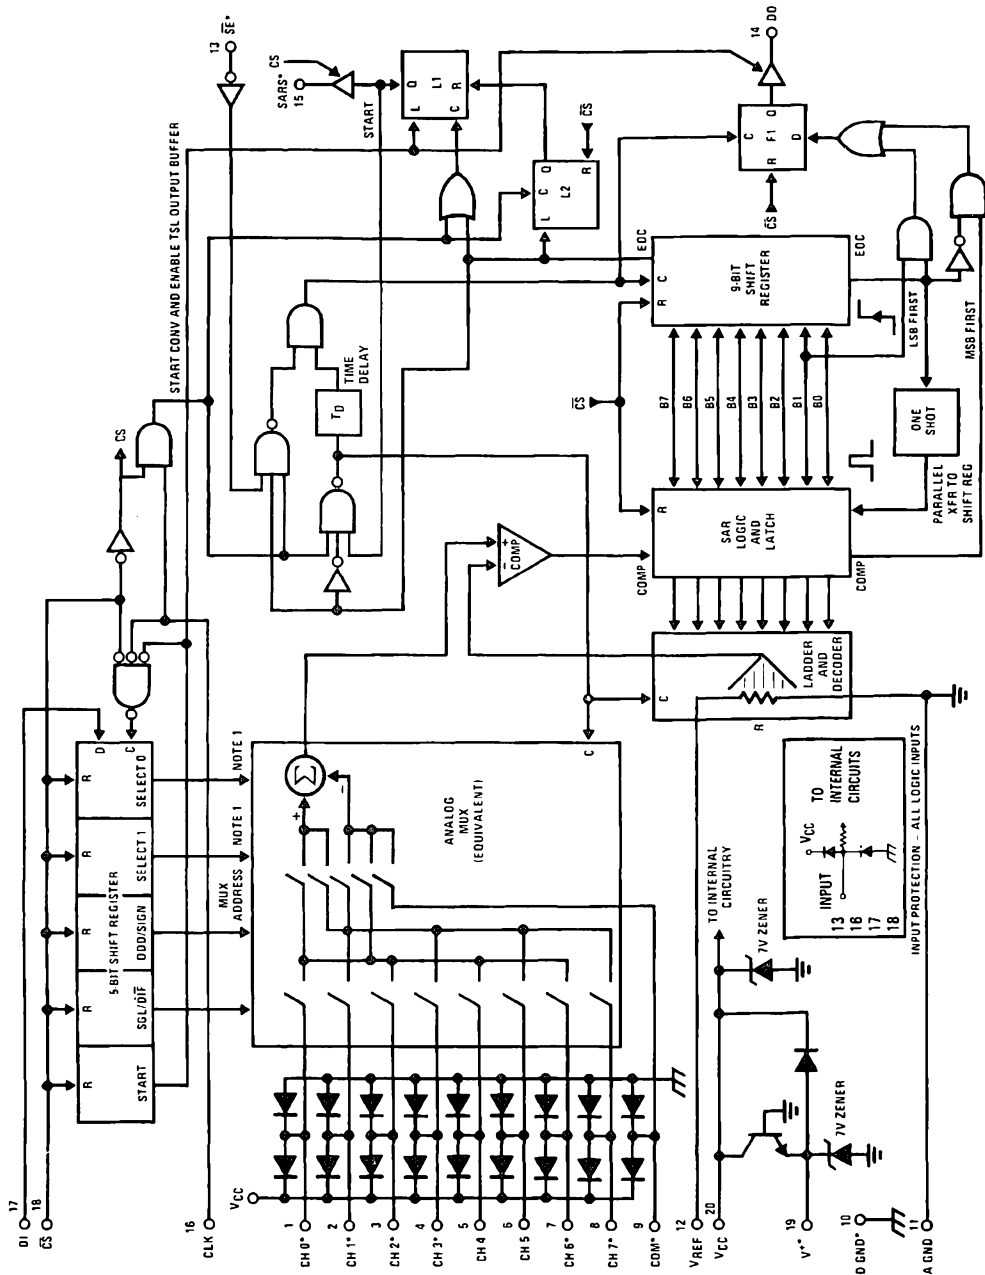 DI
17
CS
18
CLK
16
5-BIT SHIFT REGISTER
START
R
SGL/DIF
R
ODD/SIGN
R
SELECT 1
R
SELECT 0
R
D
C
CS
START CONV AND ENABLE TSL OUTPUT BUFFER
13
SE*
MUX
ADDRESS
NOTE 1
NOTE 1
TD
TIME
DELAY
SARS*
15
CS
START
L
Q
L1
C
R
L
C
Q
L2
R
CS
14
DO
C
Q
F1
R
D
CS
VCC
1
CH 0*
2
CH 1*
3
CH 2*
4
CH 3*
5
CH 4
6
CH 5
7
CH 6*
8
CH 7*
9
COM*
ANALOG
MUX
(EQUIVALENT)
Σ
+
−
C
+
−
COMP
CS
EOC
R
C
9-BIT
SHIFT
REGISTER
EOC
B7
B6
B5
B4
B3
B2
B1
B0
R
SAR
LOGIC
AND
LATCH
COMP
COMP
LSB FIRST
MSB FIRST
ONE
SHOT
PARALLEL
XFR TO
SHIFT REG
C
LADDER
AND
DECODER
R
12
VREF
20
VCC
19
V+*
10
D GND*
11
A GND
TO INTERNAL
CIRCUITRY
7V ZENER
7V ZENER
VCC
INPUT
13
16
17
18
TO
INTERNAL
CIRCUITS
INPUT PROTECTION – ALL LOGIC INPUTS